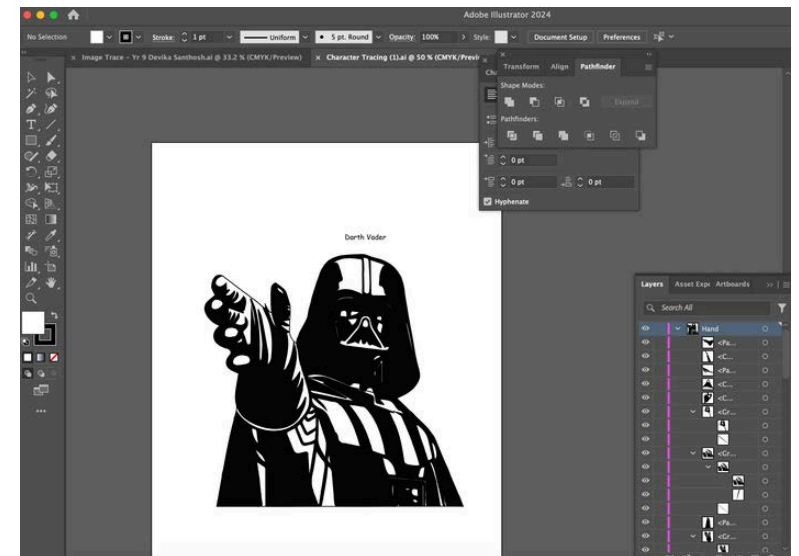 Adobe Illustrator 2024
No Selection
Stroke: 1 pt Uniform 5 pt. Round Opacity: 100% Style: Document Setup Preferences
× Image Trace - Yr 9 Devika Santhosh.ai @ 33.2 % (CMYK/Preview) × Character Tracing (1).ai @ 50 % (CMYK/Previ
Transform Align Pathfinder
Shape Modes:
Expand
Pathfinders:
0 pt
0 pt 0 pt
Hyphenate
Darth Vader
Layers Asset Exp Artboards
Search All
Hand
<Pa...
<C...
<Pa...
<C...
<C...
<Gr...
<Gr...
<Pa...
<Gr...